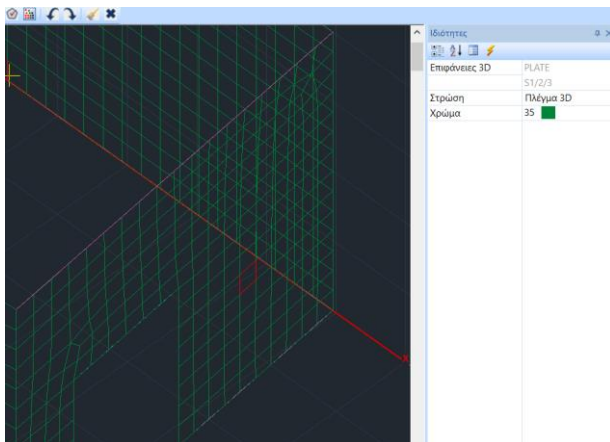 Ιδιότητες
Επιφάνειες 3D PLATE
S1/2/3
Στρώση Πλέγμα 3D
Χρώμα 35
X